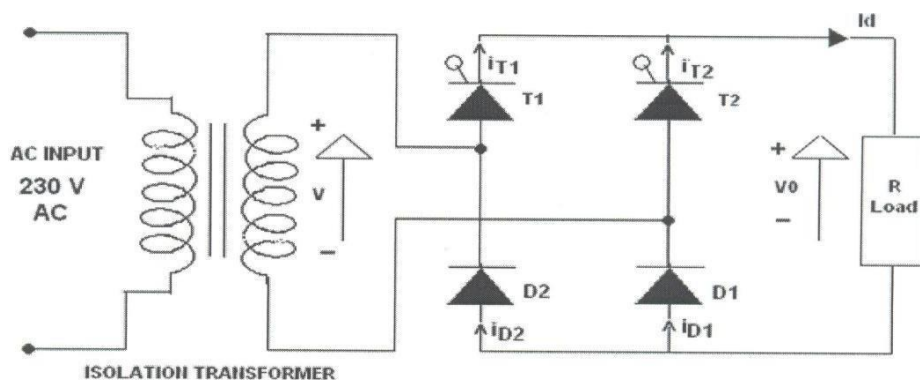 Id
iT1
iT2
T1
T2
+
AC INPUT
230 V
AC
V
-
+
V0
-
R
Load
D2
D1
iD2
iD1
ISOLATION TRANSFORMER